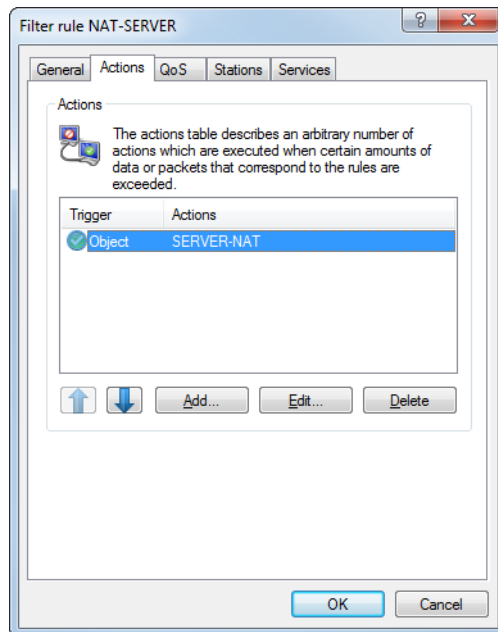 Filter rule NAT-SERVER
General Actions QoS Stations Services
Actions
The actions table describes an arbitrary number of
actions which are executed when certain amounts of
data or packets that correspond to the rules are
exceeded.
Trigger Actions
Object SERVER-NAT
Add... Edit... Delete
OK Cancel